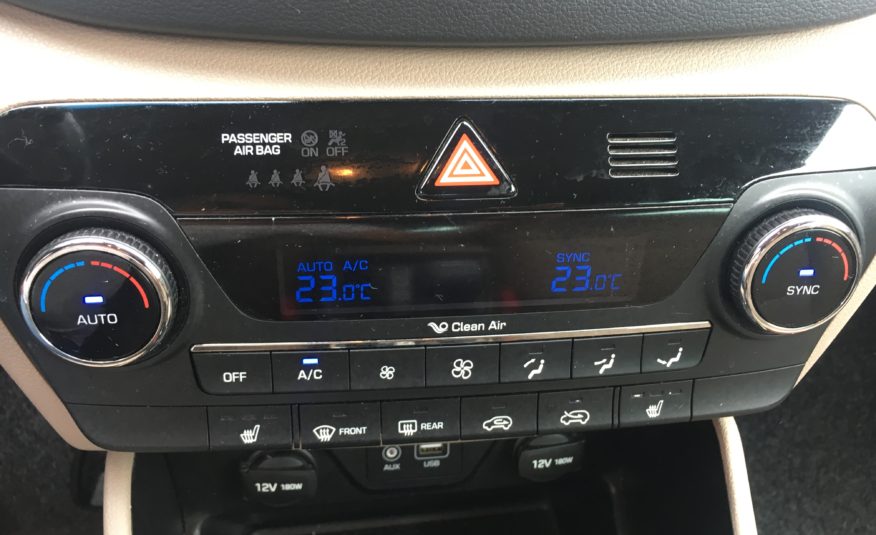 PASSENGER
AIR BAG
ON OFF
AUTO A/C
23.0°C
SYNC
23.0°C
Clean Air
AUTO
SYNC
OFF
A/C
FRONT
REAR
AUX
USB
12V 180W
12V 180W